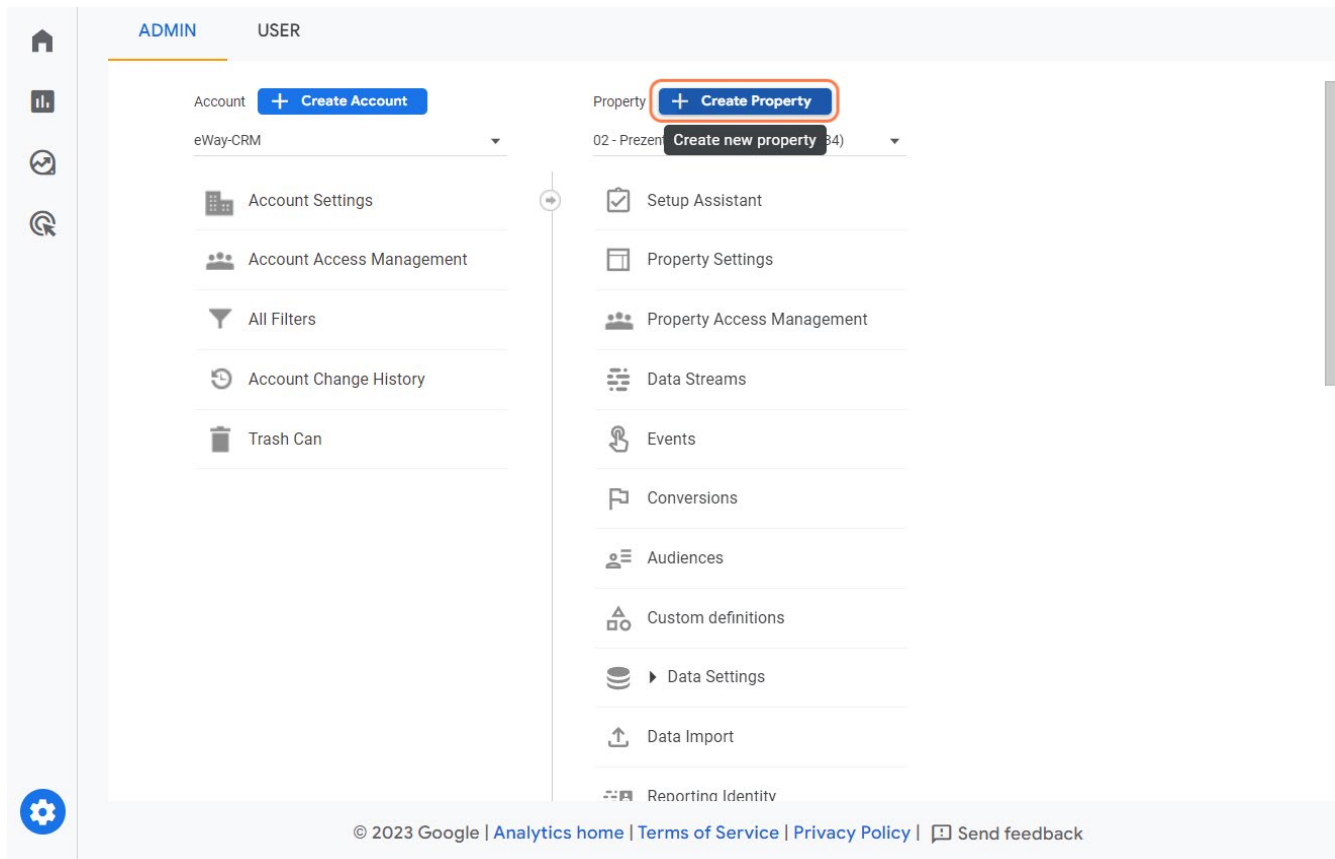 ADMIN USER
Account + Create Account
Property + Create Property
eWay-CRM
02 - Prezent 34)
Create new property
Account Settings
Account Access Management
All Filters
Account Change History
Trash Can
Setup Assistant
Property Settings
Property Access Management
Data Streams
Events
Conversions
Audiences
Custom definitions
Data Settings
Data Import
Reporting Identity
© 2023 Google | Analytics home | Terms of Service | Privacy Policy | Send feedback